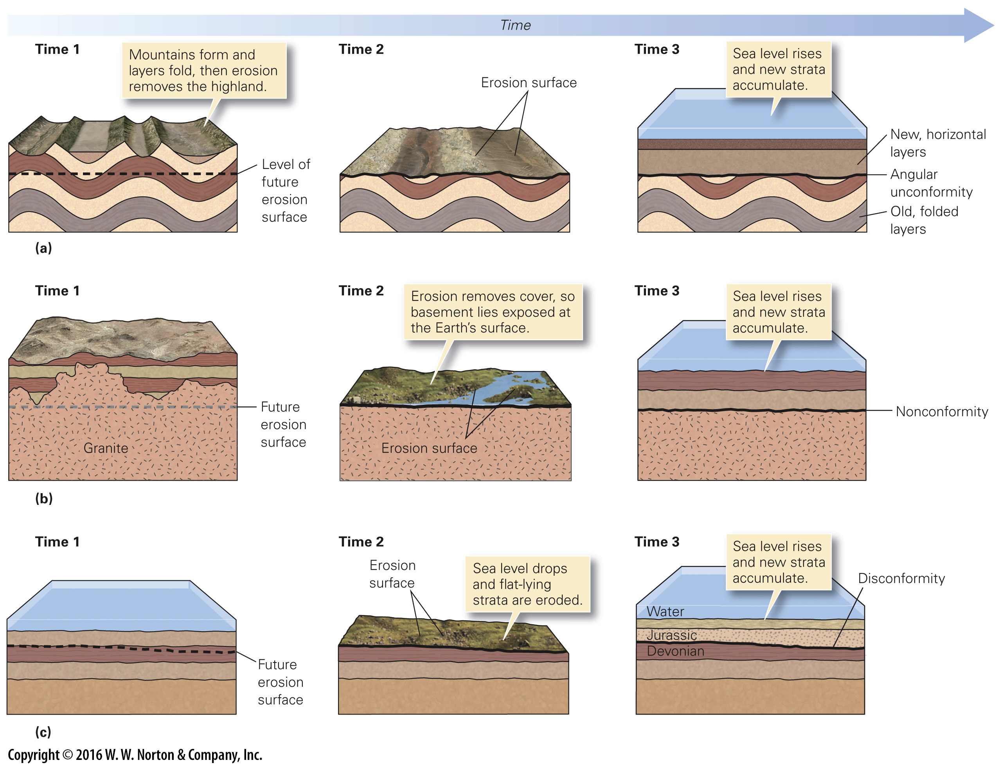 Time
Time 1
Mountains form and
layers fold, then erosion
removes the highland.
Level of
future
erosion
surface
Time 2
Erosion surface
Time 3
Sea level rises
and new strata
accumulate.
New, horizontal
layers
Angular
unconformity
Old, folded
layers
(a)
Time 1
Future
erosion
surface
Granite
Time 2
Erosion removes cover, so
basement lies exposed at
the Earth’s surface.
Erosion surface
Time 3
Sea level rises
and new strata
accumulate.
Nonconformity
(b)
Time 1
Future
erosion
surface
Time 2
Erosion
surface
Sea level drops
and flat-lying
strata are eroded.
Time 3
Sea level rises
and new strata
accumulate.
Disconformity
Water
Jurassic
Devonian
(c)
Copyright © 2016 W. W. Norton & Company, Inc.